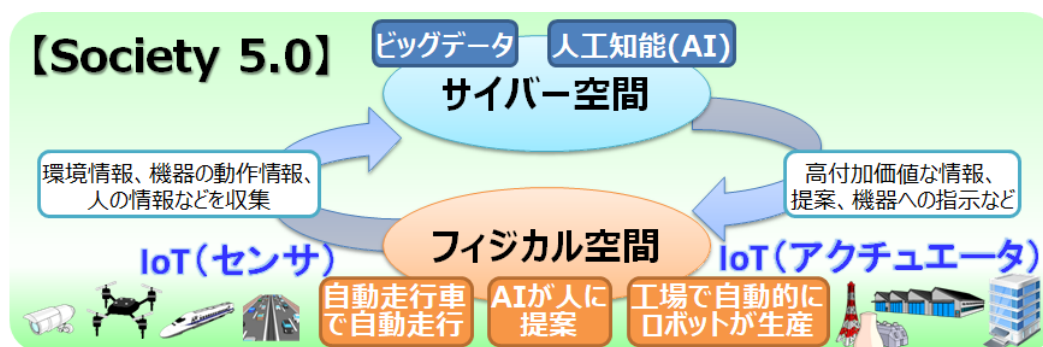 【Society 5.0】
ビッグデータ
人工知能(AI)
サイバー空間
環境情報、機器の動作情報、
人の情報などを収集
高付加価値な情報、
提案、機器への指示など
フィジカル空間
IoT(センサ)
IoT(アクチュエータ)
自動走行車
で自動走行
AIが人に
提案
工場で自動的に
ロボットが生産